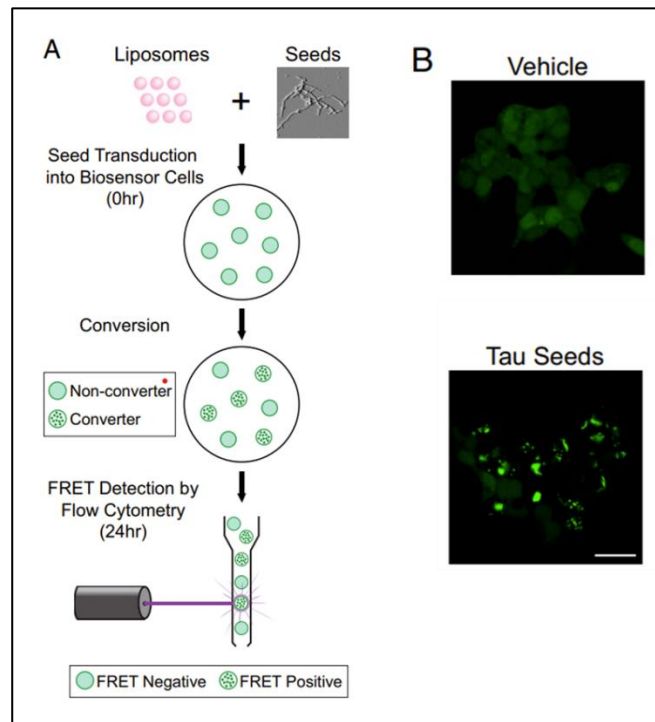 A
Liposomes
Seeds
+
Seed Transduction
into Biosensor Cells
(0hr)
Conversion
Non-converter
Converter
FRET Detection by
Flow Cytometry
(24hr)
FRET Negative
FRET Positive
B
Vehicle
Tau Seeds